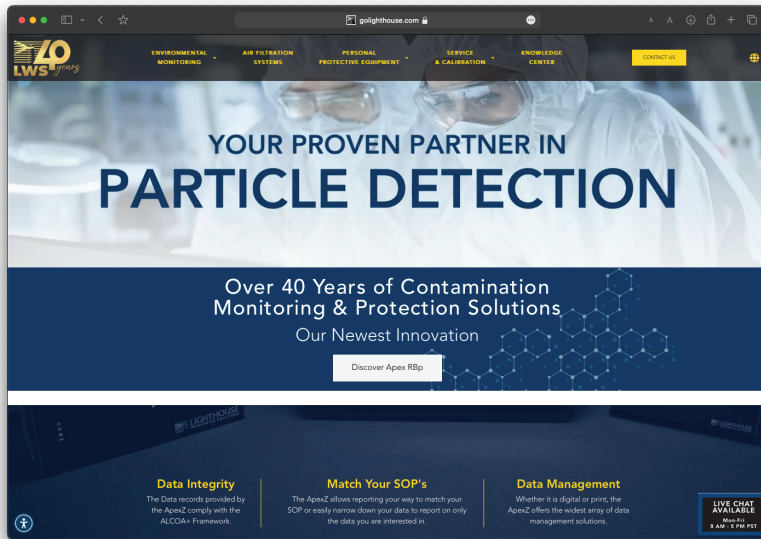 golighthouse.com
A A
40
LWS years
ENVIRONMENTAL
MONITORING
AIR FILTRATION
SYSTEMS
PERSONAL
PROTECTIVE EQUIPMENT
SERVICE
& CALIBRATION
KNOWLEDGE
CENTER
CONTACT US
YOUR PROVEN PARTNER IN
PARTICLE DETECTION
Over 40 Years of Contamination
Monitoring & Protection Solutions
Our Newest Innovation
Discover Apex RBp
LIGHTHOUSE
LIGHTHOUSE
Data Integrity
The Data records provided by
the ApexZ comply with the
ALCOA+ Framework.
Match Your SOP's
The ApexZ allows reporting your way to match your
SOP or easily narrow down your data to report on only
the data you are interested in.
Data Management
Whether it is digital or print, the
ApexZ offers the widest array of data
management solutions.
LIVE CHAT
AVAILABLE
Mon-Fri
8 AM - 5 PM PST